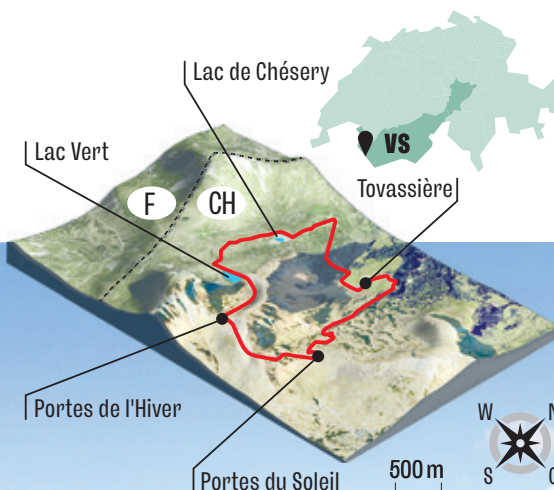 Lac de Chésery
VS
Lac Vert
Tovassière
F
CH
Portes de l'Hiver
W
N
Portes du Soleil
500 m
S
O